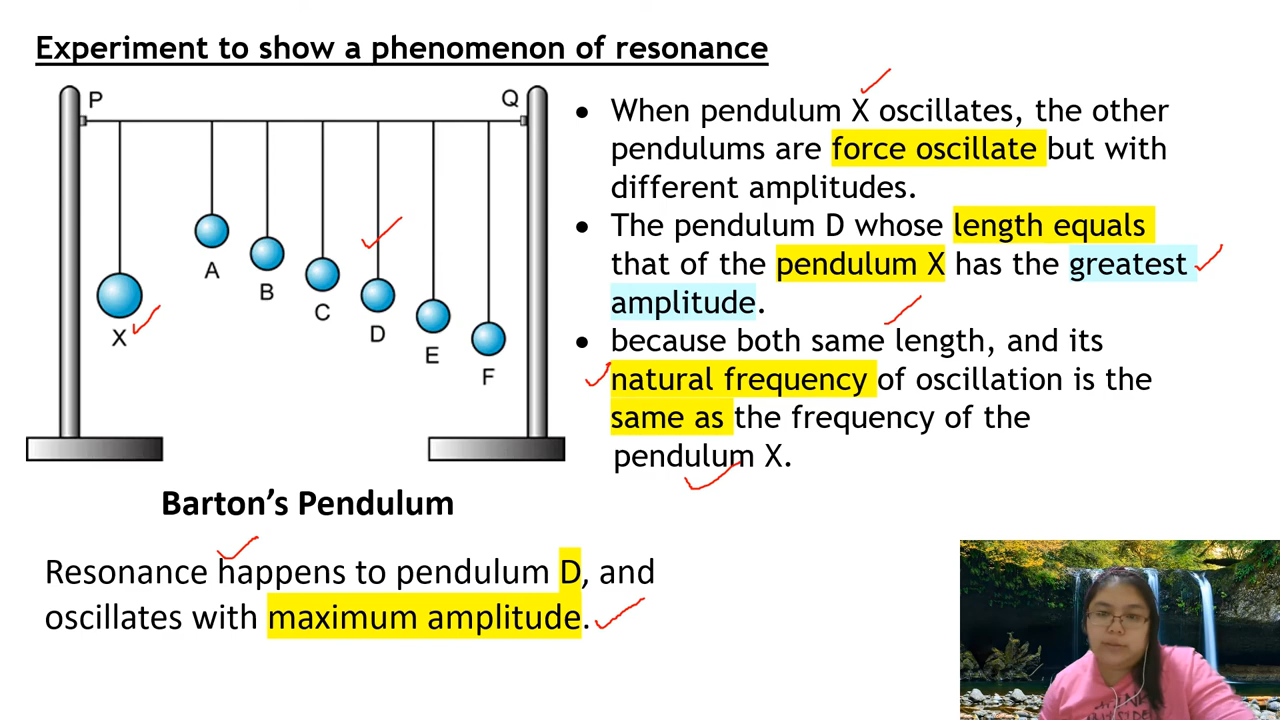 Experiment to show a phenomenon of resonance
P
Q
X
A
B
C
D
E
F
Barton’s Pendulum
• When pendulum X oscillates, the other
pendulums are force oscillate but with
different amplitudes.
• The pendulum D whose length equals
that of the pendulum X has the greatest
amplitude.
• because both same length, and its
natural frequency of oscillation is the
same as the frequency of the
pendulum X.
Resonance happens to pendulum D, and
oscillates with maximum amplitude.